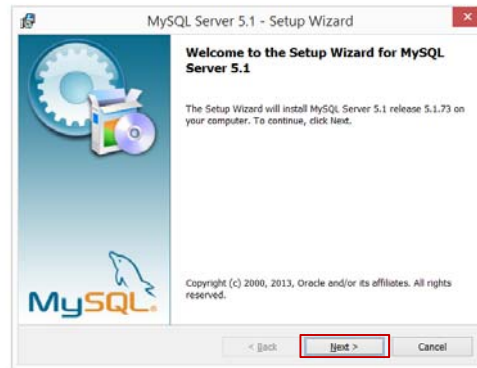 MySQL Server 5.1 - Setup Wizard
Welcome to the Setup Wizard for MySQL
Server 5.1
The Setup Wizard will install MySQL Server 5.1 release 5.1.73 on
your computer. To continue, click Next.
MySQL.
Copyright (c) 2000, 2013, Oracle and/or its affiliates. All rights
reserved.
< Back Next > Cancel